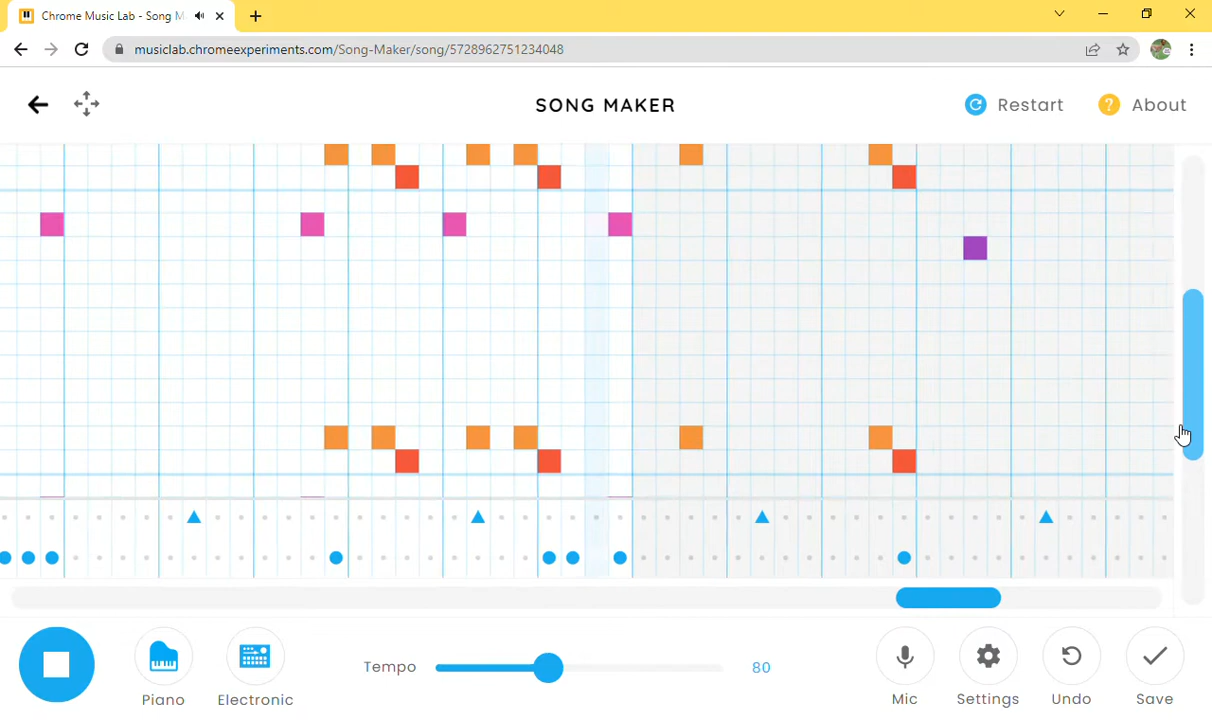 Chrome Music Lab - Song M
musiclab.chromeexperiments.com/Song-Maker/song/5728962751234048
SONG MAKER
Restart
? About
Tempo
80
Piano
Electronic
Mic
Settings
Undo
Save